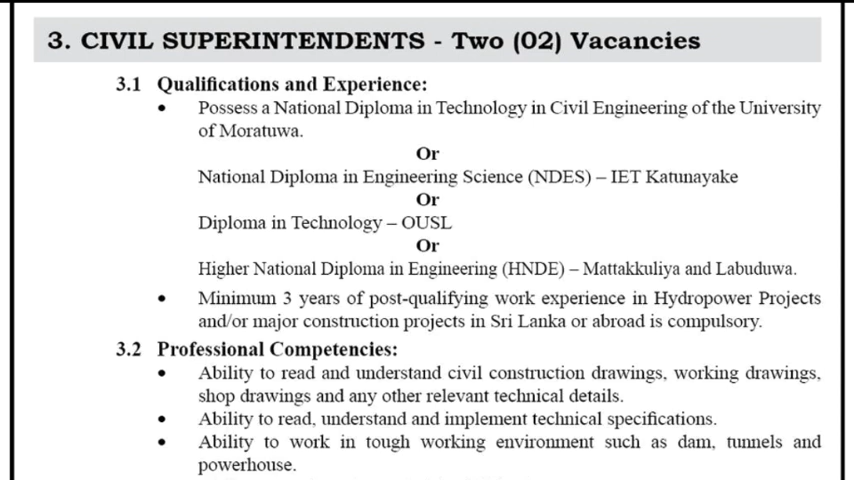 3. CIVIL SUPERINTENDENTS - Two (02) Vacancies
3.1 Qualifications and Experience:
• Possess a National Diploma in Technology in Civil Engineering of the University
of Moratuwa.
Or
National Diploma in Engineering Science (NDES) – IET Katunayake
Or
Diploma in Technology – OUSL
Or
Higher National Diploma in Engineering (HNDE) – Mattakkuliya and Labuduwa.
• Minimum 3 years of post-qualifying work experience in Hydropower Projects
and/or major construction projects in Sri Lanka or abroad is compulsory.
3.2 Professional Competencies:
• Ability to read and understand civil construction drawings, working drawings,
shop drawings and any other relevant technical details.
• Ability to read, understand and implement technical specifications.
• Ability to work in tough working environment such as dam, tunnels and
powerhouse.